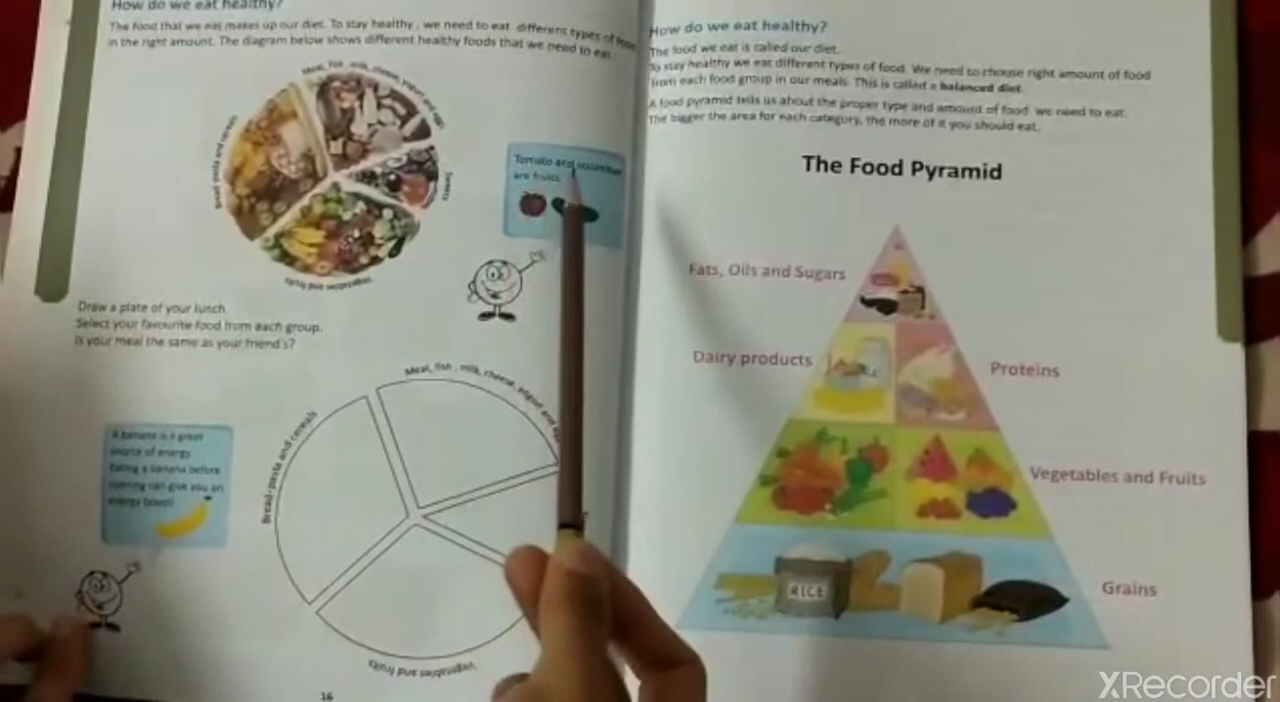 How do we eat healthy?
The food that we eat makes up our diet. To stay healthy , we need to eat different types of food
in the right amount. The diagram below shows different healthy foods that we need to eat.
Meat, fish , milk, cheese, yogurt and eggs
Bread, pasta and cereals
Sweets
Vegetables and fruits
Tomato and cucumber
are fruits
Draw a plate of your lunch.
Select your favourite food from each group.
Is your meal the same as your friend's?
Meat, fish , milk, cheese, yogurt and
Bread, pasta and cereals
Vegetables and fruits
A banana is a great
source of energy
Eating a banana before
running can give you an
energy boost!
16
How do we eat healthy?
The food we eat is called our diet.
To stay healthy we eat different types of food. We need to choose right amount of food
from each food group in our meals. This is called a balanced diet.
A food pyramid tells us about the proper type and amount of food we need to eat.
The bigger the area for each category, the more of it you should eat.
The Food Pyramid
Fats, Oils and Sugars
Dairy products
Proteins
Vegetables and Fruits
RICE
Grains
XRecorder